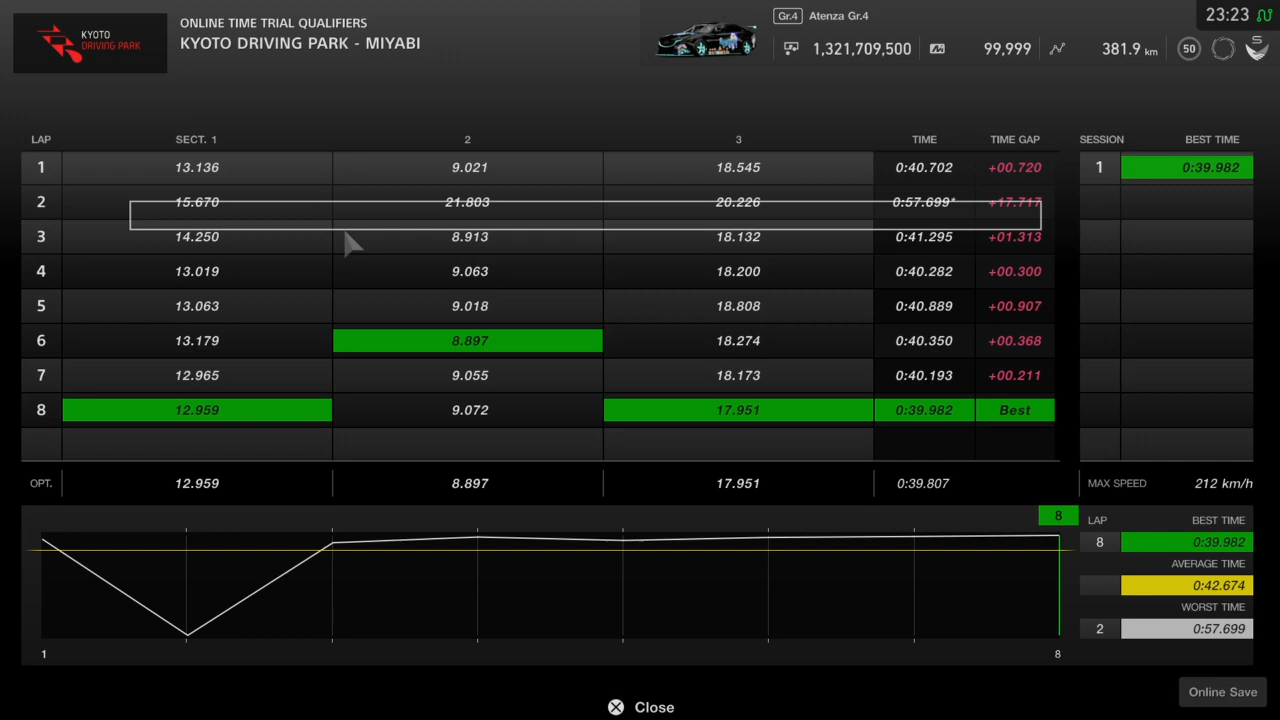 KYOTO
DRIVING PARK
ONLINE TIME TRIAL QUALIFIERS
KYOTO DRIVING PARK - MIYABI
Gr.4 Atenza Gr.4
1,321,709,500 99,999 381.9 km 50 S
23:23
LAP SECT. 1 2 3 TIME TIME GAP SESSION BEST TIME
1 13.136 9.021 18.545 0:40.702 +00.720 1 0:39.982
2 15.670 21.803 20.226 0:57.699* +17.717
3 14.250 8.913 18.132 0:41.295 +01.313
4 13.019 9.063 18.200 0:40.282 +00.300
5 13.063 9.018 18.808 0:40.889 +00.907
6 13.179 8.897 18.274 0:40.350 +00.368
7 12.965 9.055 18.173 0:40.193 +00.211
8 12.959 9.072 17.951 0:39.982 Best
OPT. 12.959 8.897 17.951 0:39.807 MAX SPEED 212 km/h
8
LAP BEST TIME
8 0:39.982
AVERAGE TIME
0:42.674
WORST TIME
2 0:57.699
1 8
Online Save
Close